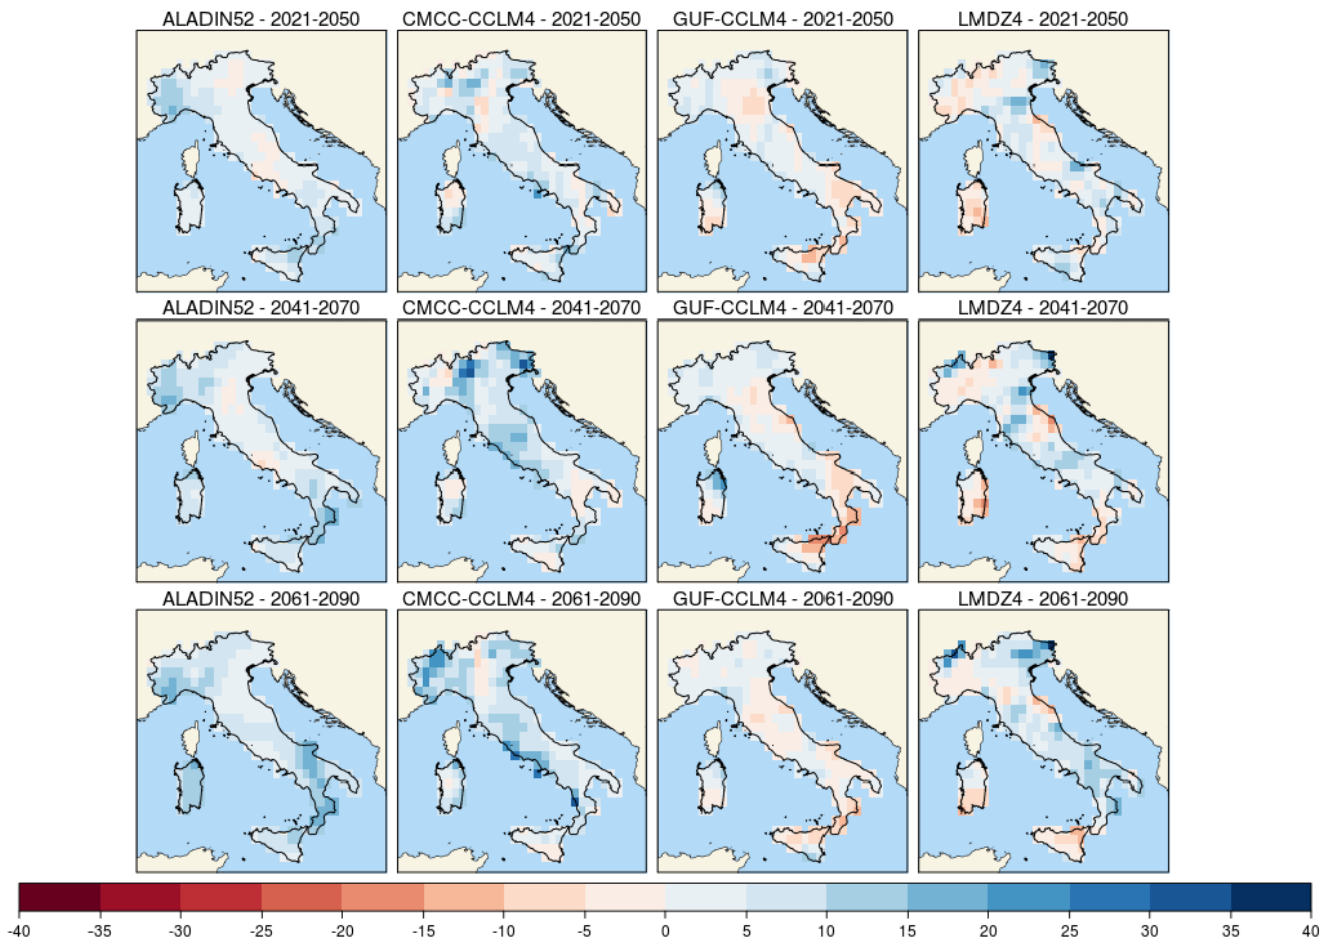 ALADIN52 - 2021-2050 CMCC-CCLM4 - 2021-2050 GUF-CCLM4 - 2021-2050 LMDZ4 - 2021-2050
ALADIN52 - 2041-2070 CMCC-CCLM4 - 2041-2070 GUF-CCLM4 - 2041-2070 LMDZ4 - 2041-2070
ALADIN52 - 2061-2090 CMCC-CCLM4 - 2061-2090 GUF-CCLM4 - 2061-2090 LMDZ4 - 2061-2090
-40 -35 -30 -25 -20 -15 -10 -5 0 5 10 15 20 25 30 35 40